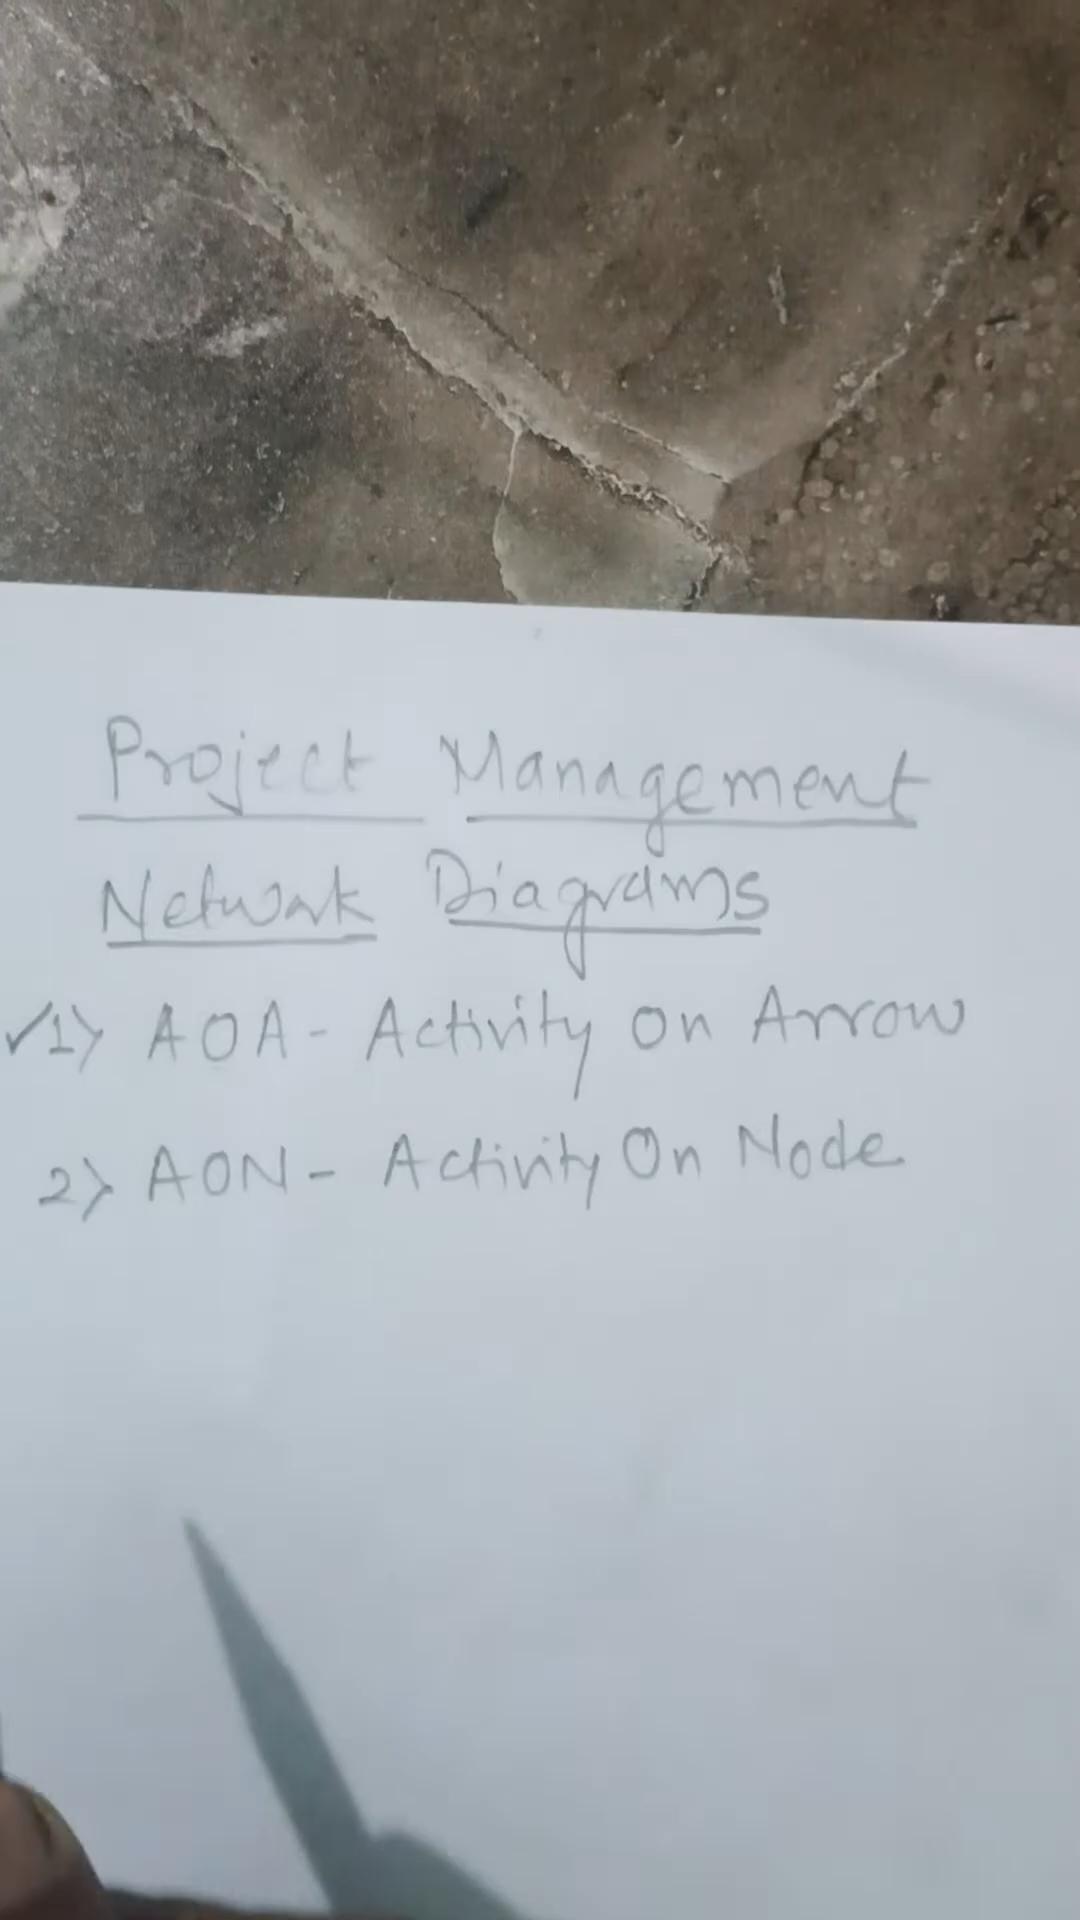 Project Management
Network Diagrams
✓1> AOA - Activity On Arrow
2> AON - Activity On Node